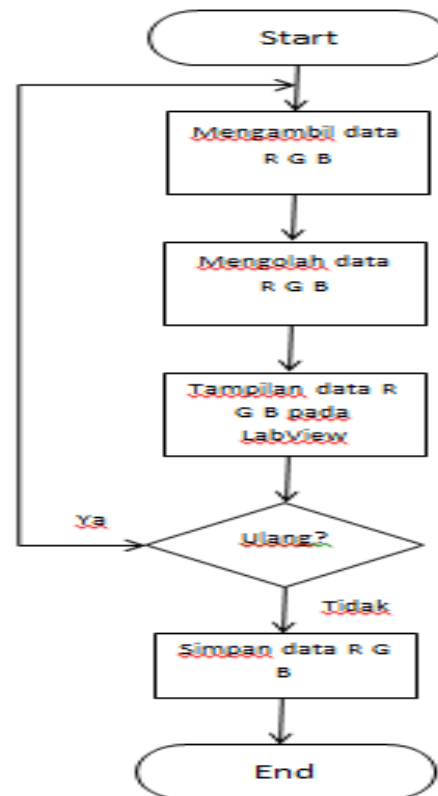 Start
Mengambil data
R G B
Mengolah data
R G B
Tampilan data R
G B pada
LabView
Ya
Ulang?
Tidak
Simpan data R G
B
End